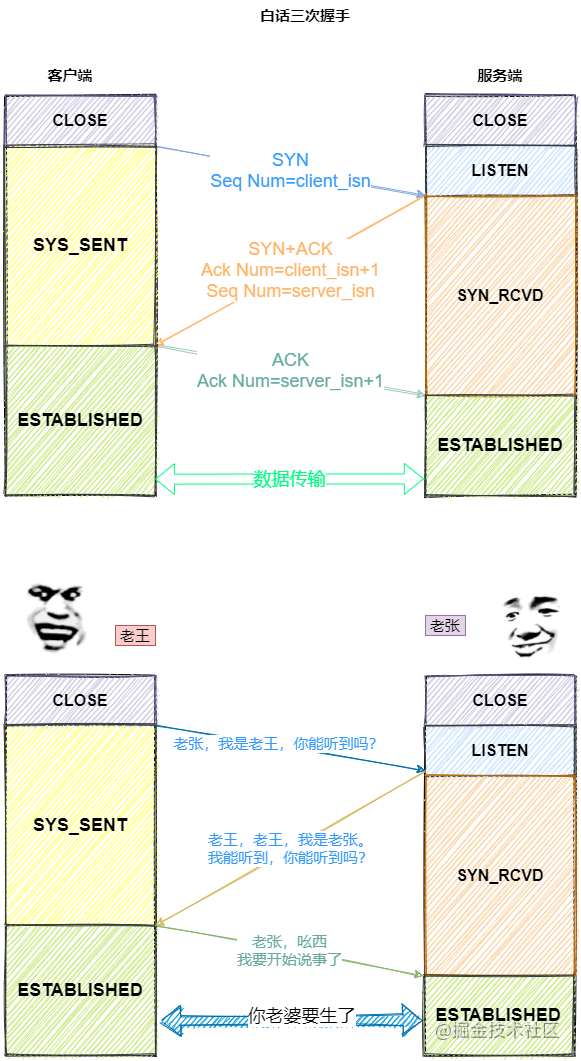 白话三次握手
客户端
服务端
CLOSE
CLOSE
SYN
Seq Num=client_isn
LISTEN
SYS_SENT
SYN+ACK
Ack Num=client_isn+1
Seq Num=server_isn
SYN_RCVD
ACK
Ack Num=server_isn+1
ESTABLISHED
ESTABLISHED
数据传输
老王
老张
CLOSE
CLOSE
老张，我是老王，你能听到吗?
LISTEN
SYS_SENT
老王，老王，我是老张。
我能听到，你能听到吗?
SYN_RCVD
老张，吆西
我要开始说事了
ESTABLISHED
你老婆要生了
ESTABLISHED
@掘金技术社区